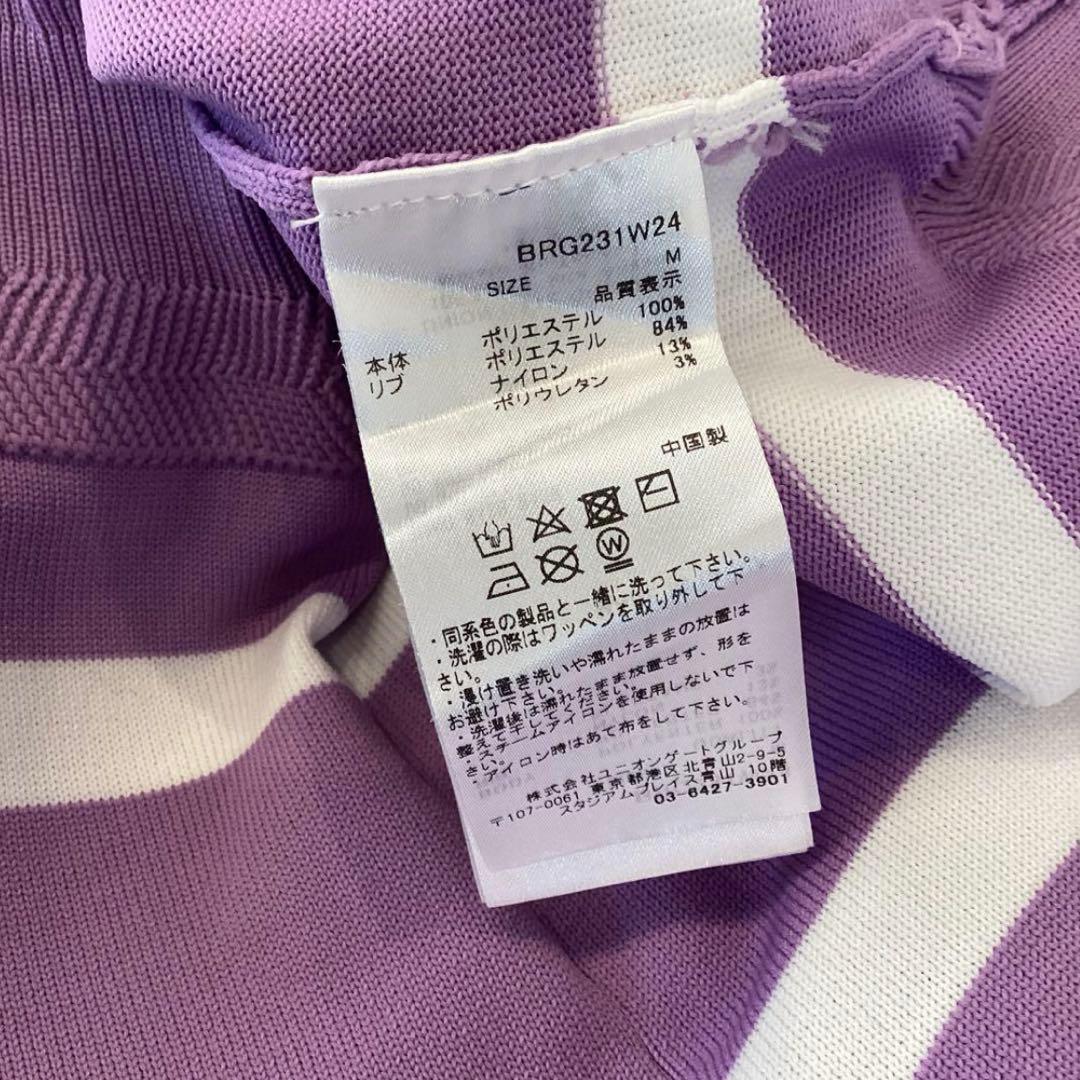 BRG231W24
SIZE M
品質表示
本体 ポリエステル 100%
リブ ポリエステル 84%
ナイロン 13%
ポリウレタン 3%
中国製
W
・同系色の製品と一緒に洗って下さい。
・洗濯の際はワッペンを取り外して下
さい。
・漫け置き洗いや濡れたままの放置は
お避け下さい。
・洗濯後は濡れたまま放置せず、形を
整えて干してください。
・スチームアイロンを使用しないで下
さい。
・アイロン時はあて布をして下さい。
株式会社ユニオンゲートグループ
〒107-0061 東京都港区北青山2-9-5
スタジアムプレイス青山 10階
03-6427-3901